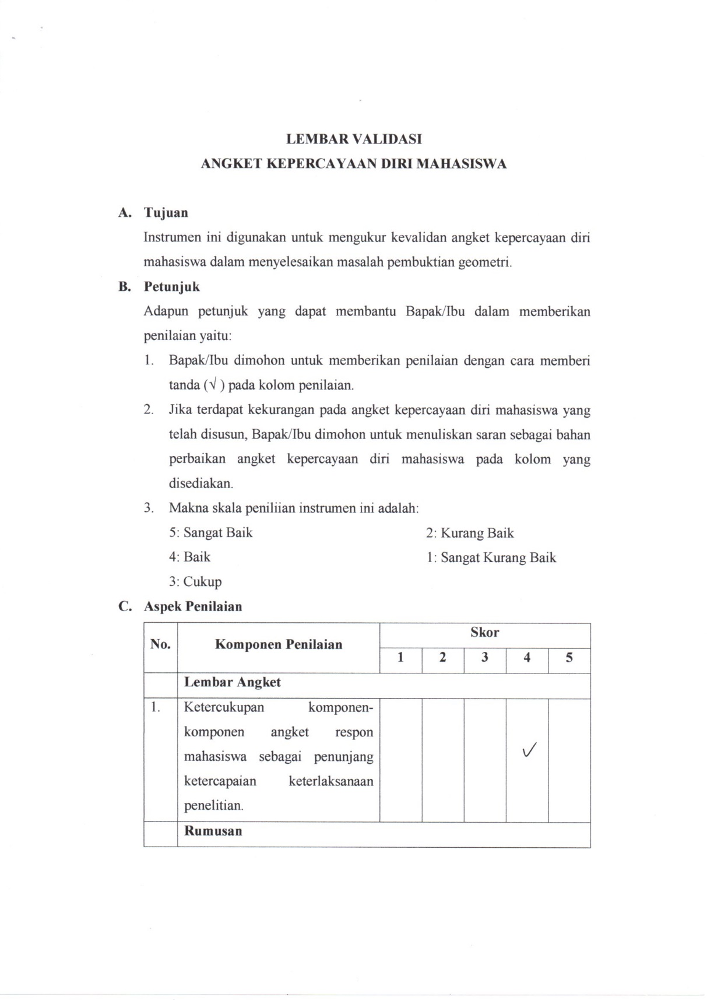 LEMBAR VALIDASI
ANGKET KEPERCAYAAN DIRI MAHASISWA
A. Tujuan
Instrumen ini digunakan untuk mengukur kevalidan angket kepercayaan diri
mahasiswa dalam menyelesaikan masalah pembuktian geometri.
B. Petunjuk
Adapun petunjuk yang dapat membantu Bapak/Ibu dalam memberikan
penilaian yaitu:
1. Bapak/Ibu dimohon untuk memberikan penilaian dengan cara memberi
tanda (√ ) pada kolom penilaian.
2. Jika terdapat kekurangan pada angket kepercayaan diri mahasiswa yang
telah disusun, Bapak/Ibu dimohon untuk menuliskan saran sebagai bahan
perbaikan angket kepercayaan diri mahasiswa pada kolom yang
disediakan.
3. Makna skala peniliian instrumen ini adalah:
5: Sangat Baik 2: Kurang Baik
4: Baik 1: Sangat Kurang Baik
3: Cukup
C. Aspek Penilaian
No. Komponen Penilaian Skor
1 2 3 4 5
Lembar Angket
1. Ketercukupan komponen-
komponen angket respon
mahasiswa sebagai penunjang ✓
ketercapaian keterlaksanaan
penelitian.
Rumusan